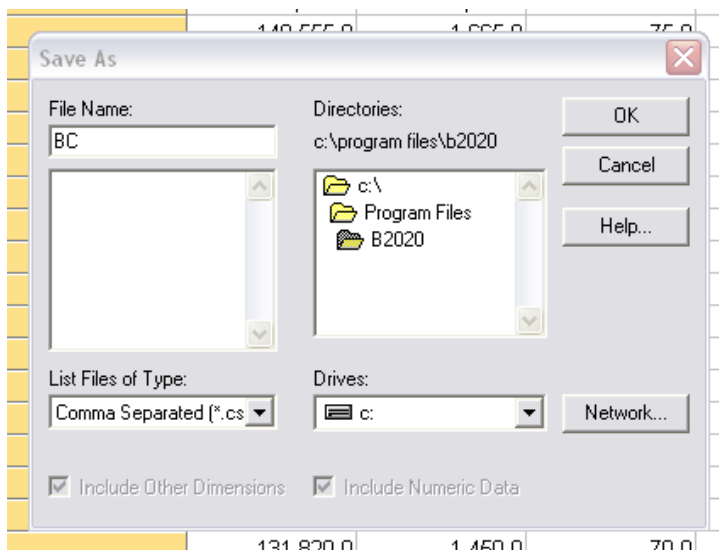 Save As
File Name:
BC
Directories:
c:\program files\b2020
c:\
Program Files
B2020
OK
Cancel
Help...
List Files of Type:
Comma Separated (*.cs
Drives:
c:
Network...
Include Other Dimensions
Include Numeric Data
131,820.0 1,450.0 70.0